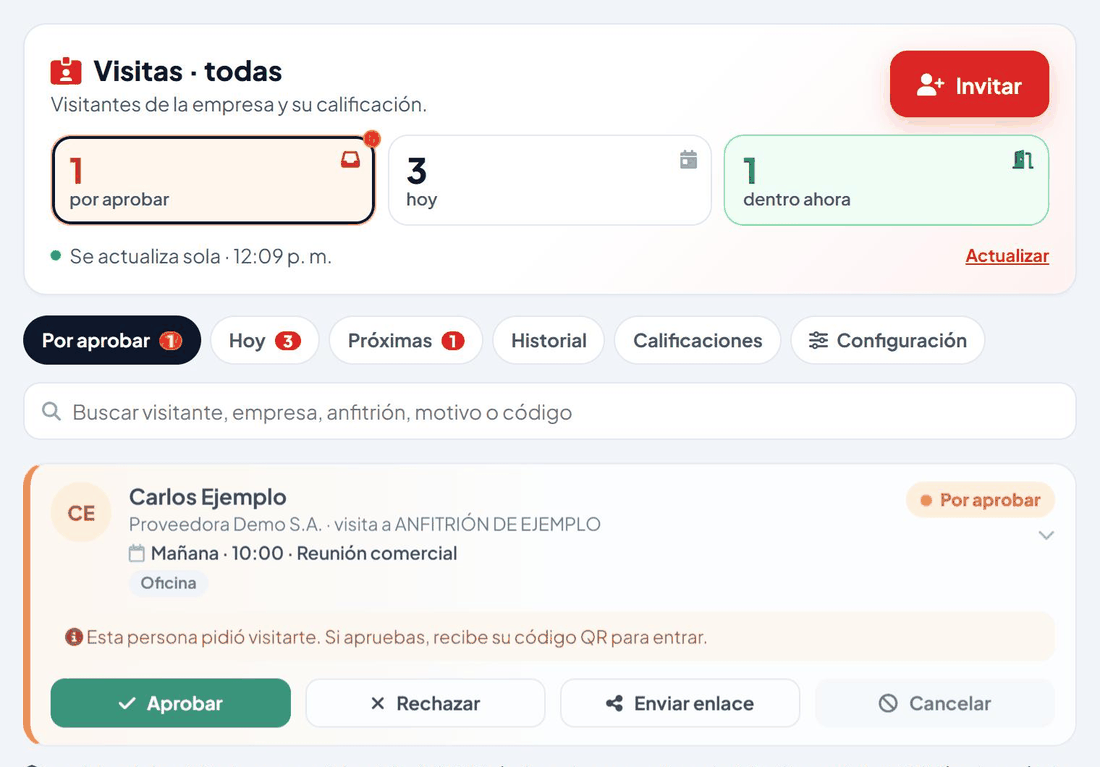 Visitas · todas
Visitantes de la empresa y su calificación.
Invitar
1
por aprobar
3
hoy
1
dentro ahora
Se actualiza sola · 12:09 p. m.
Actualizar
Por aprobar 1
Hoy 3
Próximas 1
Historial
Calificaciones
Configuración
Buscar visitante, empresa, anfitrión, motivo o código
CE
Carlos Ejemplo
Por aprobar
Proveedora Demo S.A. · visita a ANFITRIÓN DE EJEMPLO
Mañana · 10:00 · Reunión comercial
Oficina
Esta persona pidió visitarte. Si apruebas, recibe su código QR para entrar.
Aprobar
Rechazar
Enviar enlace
Cancelar